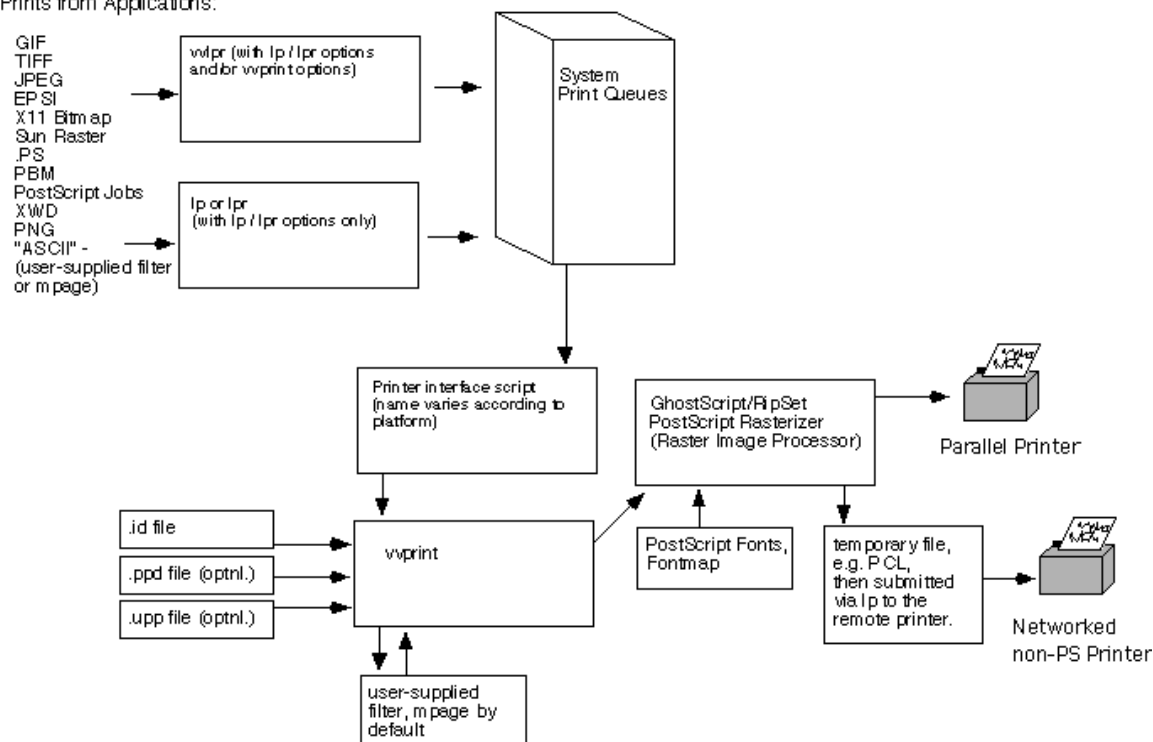 Prints from Applications:
GIF
TIFF
JPEG
EPSI
X11 Bitmap
Sun Raster
.PS
PBM
PostScript Jobs
XWD
PNG
"ASCII" -
(user-supplied filter
or mpage)
vvlpr (with lp / lpr options
and/or vvprint options)
lp or lpr
(with lp / lpr options only)
System
Print Queues
Printer interface script
(name varies according to
platform)
GhostScript/RipSet
PostScript Rasterizer
(Raster Image Processor)
Parallel Printer
.id file
.ppd file (optnl.)
.upp file (optnl.)
vvprint
PostScript Fonts,
Fontmap
temporary file,
e.g. PCL,
then submitted
via lp to the
remote printer.
Networked
non-PS Printer
user-supplied
filter, mpage by
default